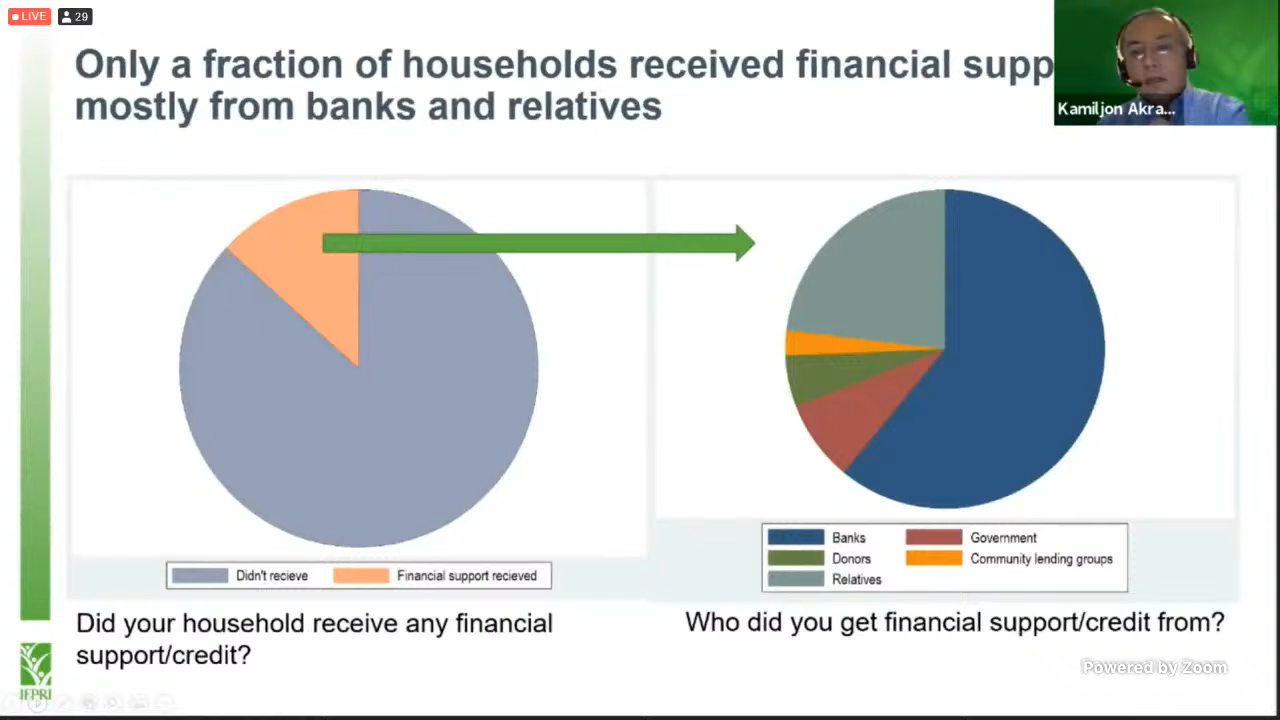 LIVE 29
Only a fraction of households received financial supp
mostly from banks and relatives
Kamiljon Akra...
Didn't recieve Financial support recieved
Banks Government
Donors Community lending groups
Relatives
Did your household receive any financial
support/credit?
Who did you get financial support/credit from?
Powered by Zoom
IFPRI